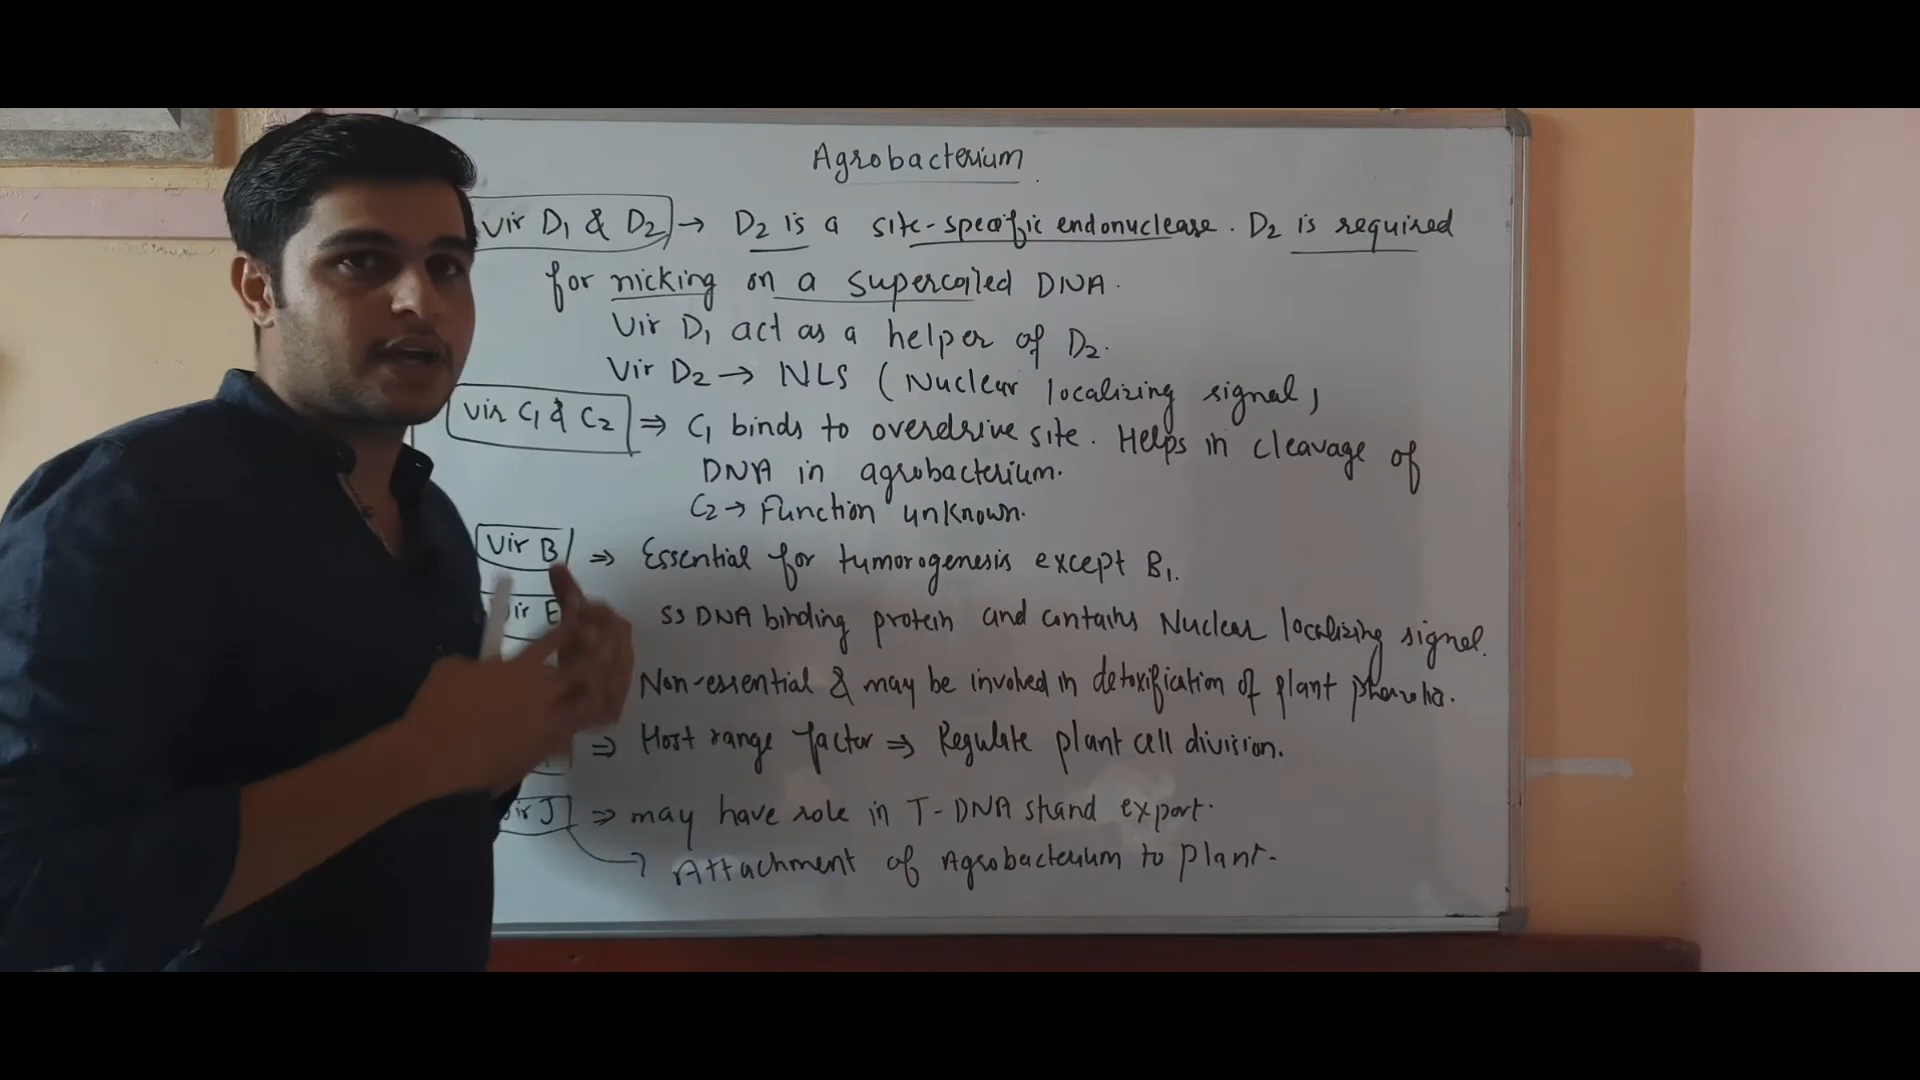 Agrobacterium
Vir D1 & D2 → D2 is a site-specific endonuclease. D2 is required
for nicking on a supercoiled DNA.
Vir D1 act as a helper of D2.
Vir D2 → NLS (Nuclear localizing signal)
Vir C1 & C2 ⇒ C1 binds to overdrive site. Helps in cleavage of
DNA in agrobacterium.
C2 → Function unknown.
Vir B ⇒ Essential for tumorogenesis except B1.
Vir E ss DNA binding protein and contains Nuclear localizing signal.
Non-essential & may be involved in detoxification of plant
⇒ Host range factor ⇒ Regulate plant cell division.
Vir J ⇒ may have role in T-DNA strand export.
→ Attachment of Agrobacterium to plant.